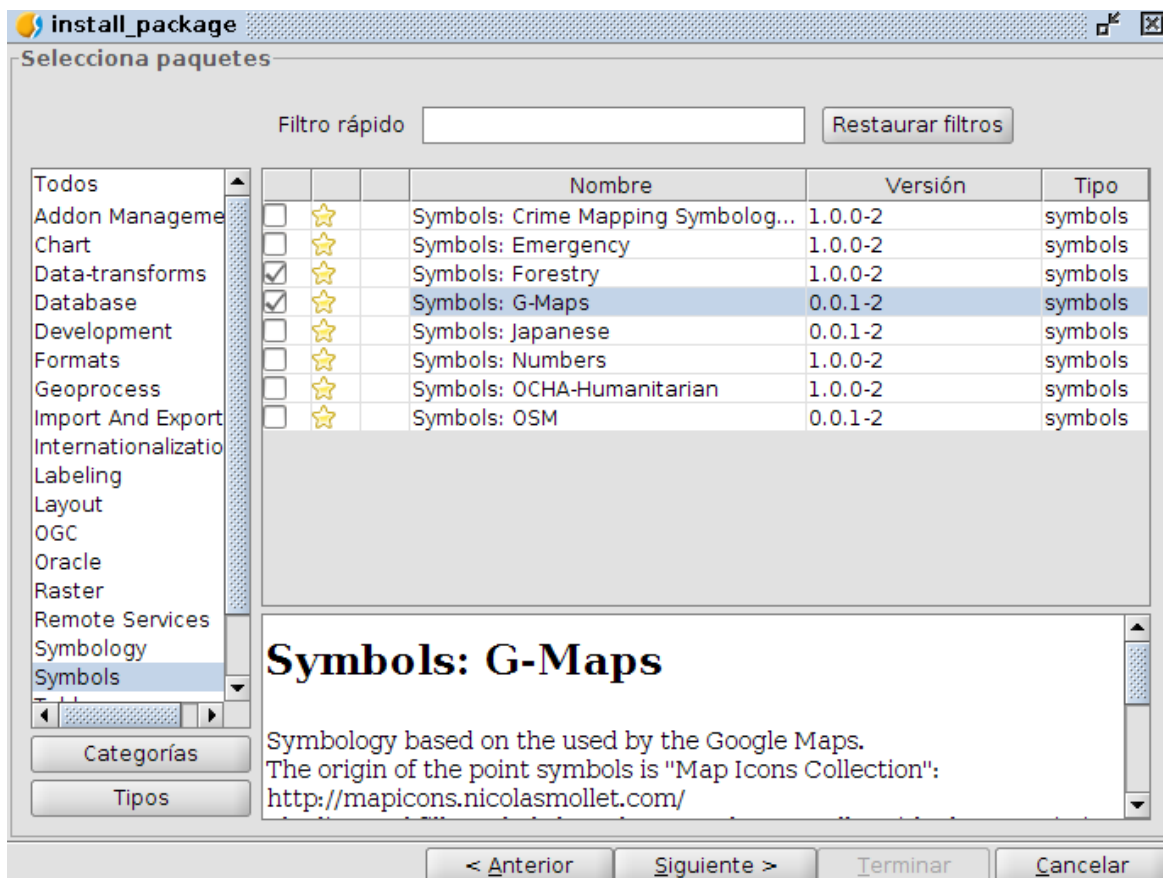 install_package
Selecciona paquetes
Filtro rápido
Restaurar filtros
Todos
Addon Manageme
Chart
Data-transforms
Database
Development
Formats
Geoprocess
Import And Export
Internationalizatio
Labeling
Layout
OGC
Oracle
Raster
Remote Services
Symbology
Symbols
Categorías
Tipos
Nombre Versión Tipo
Symbols: Crime Mapping Symbolog... 1.0.0-2 symbols
Symbols: Emergency 1.0.0-2 symbols
Symbols: Forestry 1.0.0-2 symbols
Symbols: G-Maps 0.0.1-2 symbols
Symbols: Japanese 0.0.1-2 symbols
Symbols: Numbers 1.0.0-2 symbols
Symbols: OCHA-Humanitarian 1.0.0-2 symbols
Symbols: OSM 0.0.1-2 symbols
Symbols: G-Maps
Symbology based on the used by the Google Maps.
The origin of the point symbols is "Map Icons Collection":
http://mapicons.nicolasmollet.com/
< Anterior
Siguiente >
Terminar
Cancelar